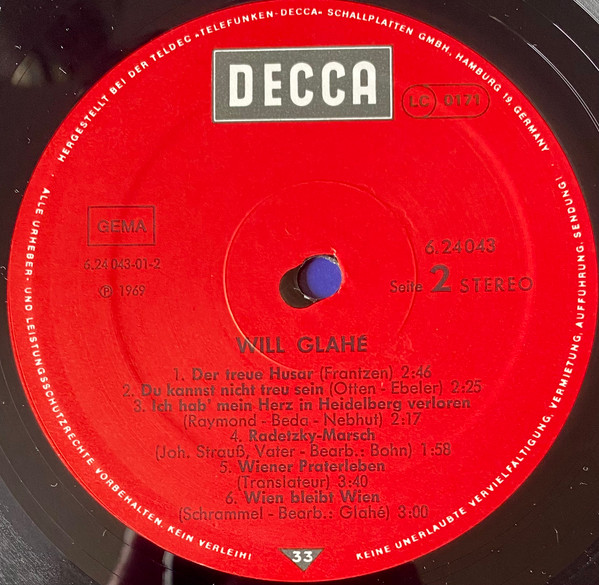 HERGESTELLT BEI DER TELDEC »TELEFUNKEN-DECCA« SCHALLPLATTEN GMBH, HAMBURG 19, GERMANY
DECCA
LC 0171
GEMA
6.24 043-01-2
℗ 1969
6.24043
Seite 2 STEREO
WILL GLAHÉ
1. Der treue Husar (Frantzen) 2:46
2. Du kannst nicht treu sein (Otten - Ebeler) 2:25
3. Ich hab' mein Herz in Heidelberg verloren
(Raymond - Beda - Nebhut) 2:17
4. Radetzky-Marsch
(Joh. Strauß, Vater - Bearb.: Bohn) 1:58
5. Wiener Praterleben
(Translateur) 3:40
6. Wien bleibt Wien
(Schrammel - Bearb.: Glahé) 3:00
ALLE URHEBER- UND LEISTUNGSSCHUTZRECHTE VORBEHALTEN. KEIN VERLEIH!
KEINE UNERLAUBTE VERVIELFÄLTIGUNG, VERMIETUNG, AUFFÜHRUNG, SENDUNG!
33